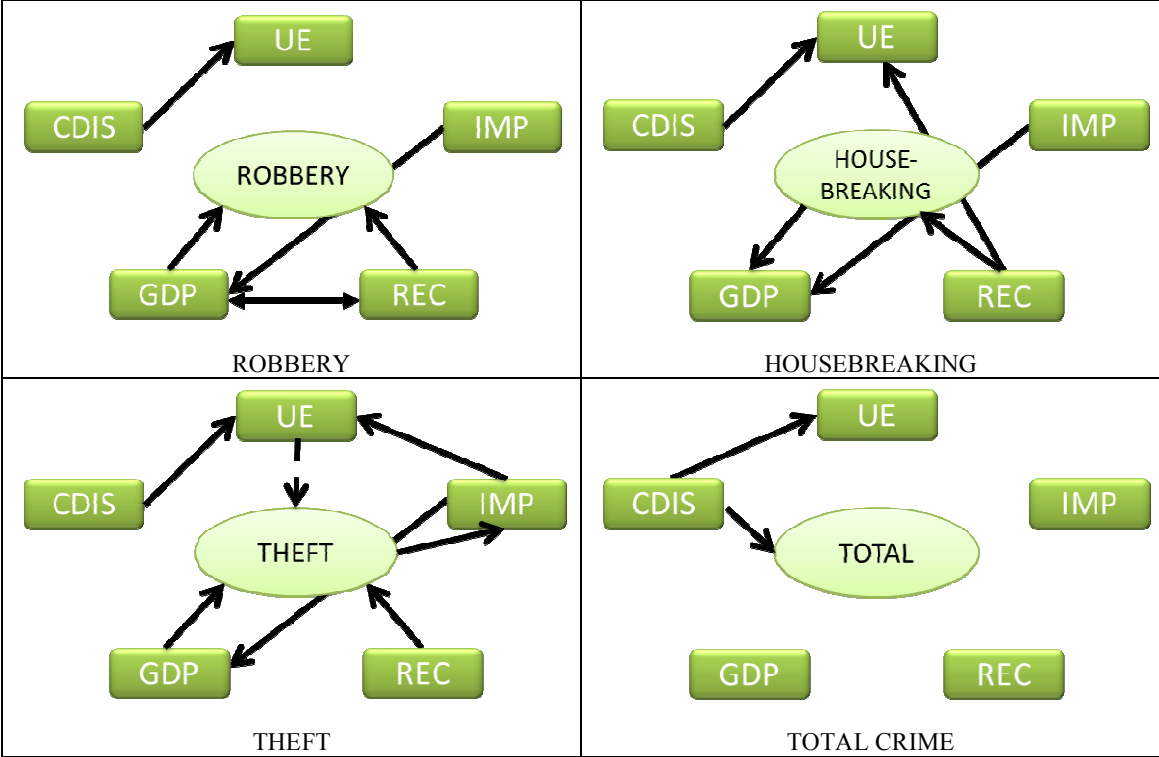 UE
CDIS
IMP
ROBBERY
GDP
REC
ROBBERY
UE
CDIS
IMP
HOUSE-
BREAKING
GDP
REC
HOUSEBREAKING
UE
CDIS
IMP
THEFT
GDP
REC
THEFT
UE
CDIS
IMP
TOTAL
GDP
REC
TOTAL CRIME